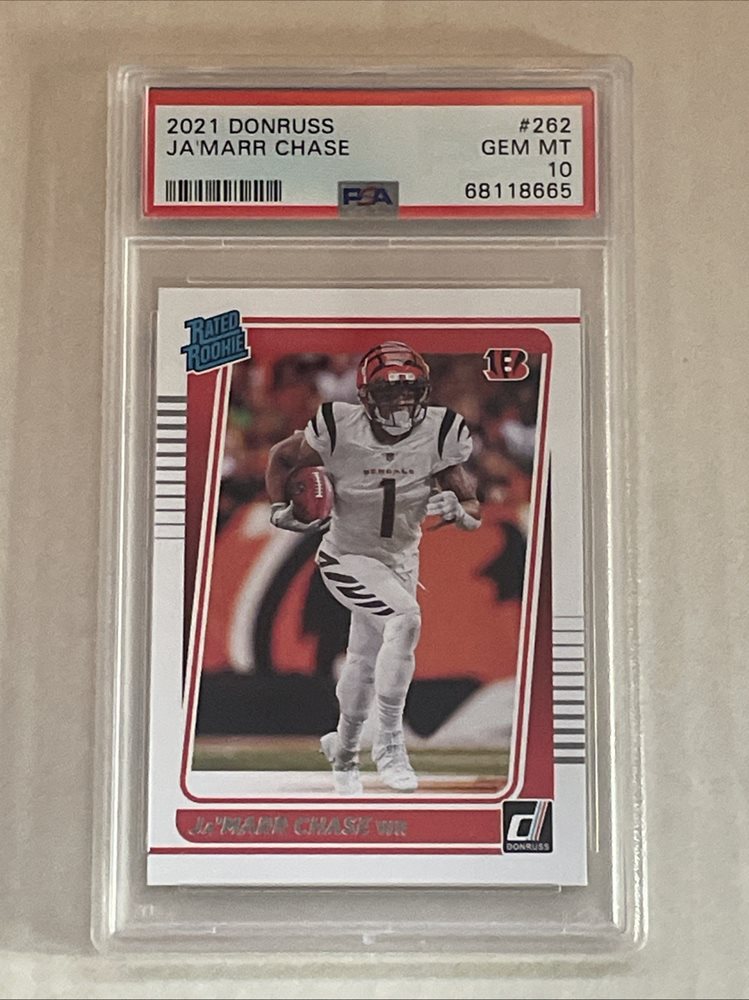 2021 DONRUSS #262
JA'MARR CHASE GEM MT
10
PSA 68118665
RATED
ROOKIE
B
BENGALS
1
JA'MARR CHASE WR
d
DONRUSS